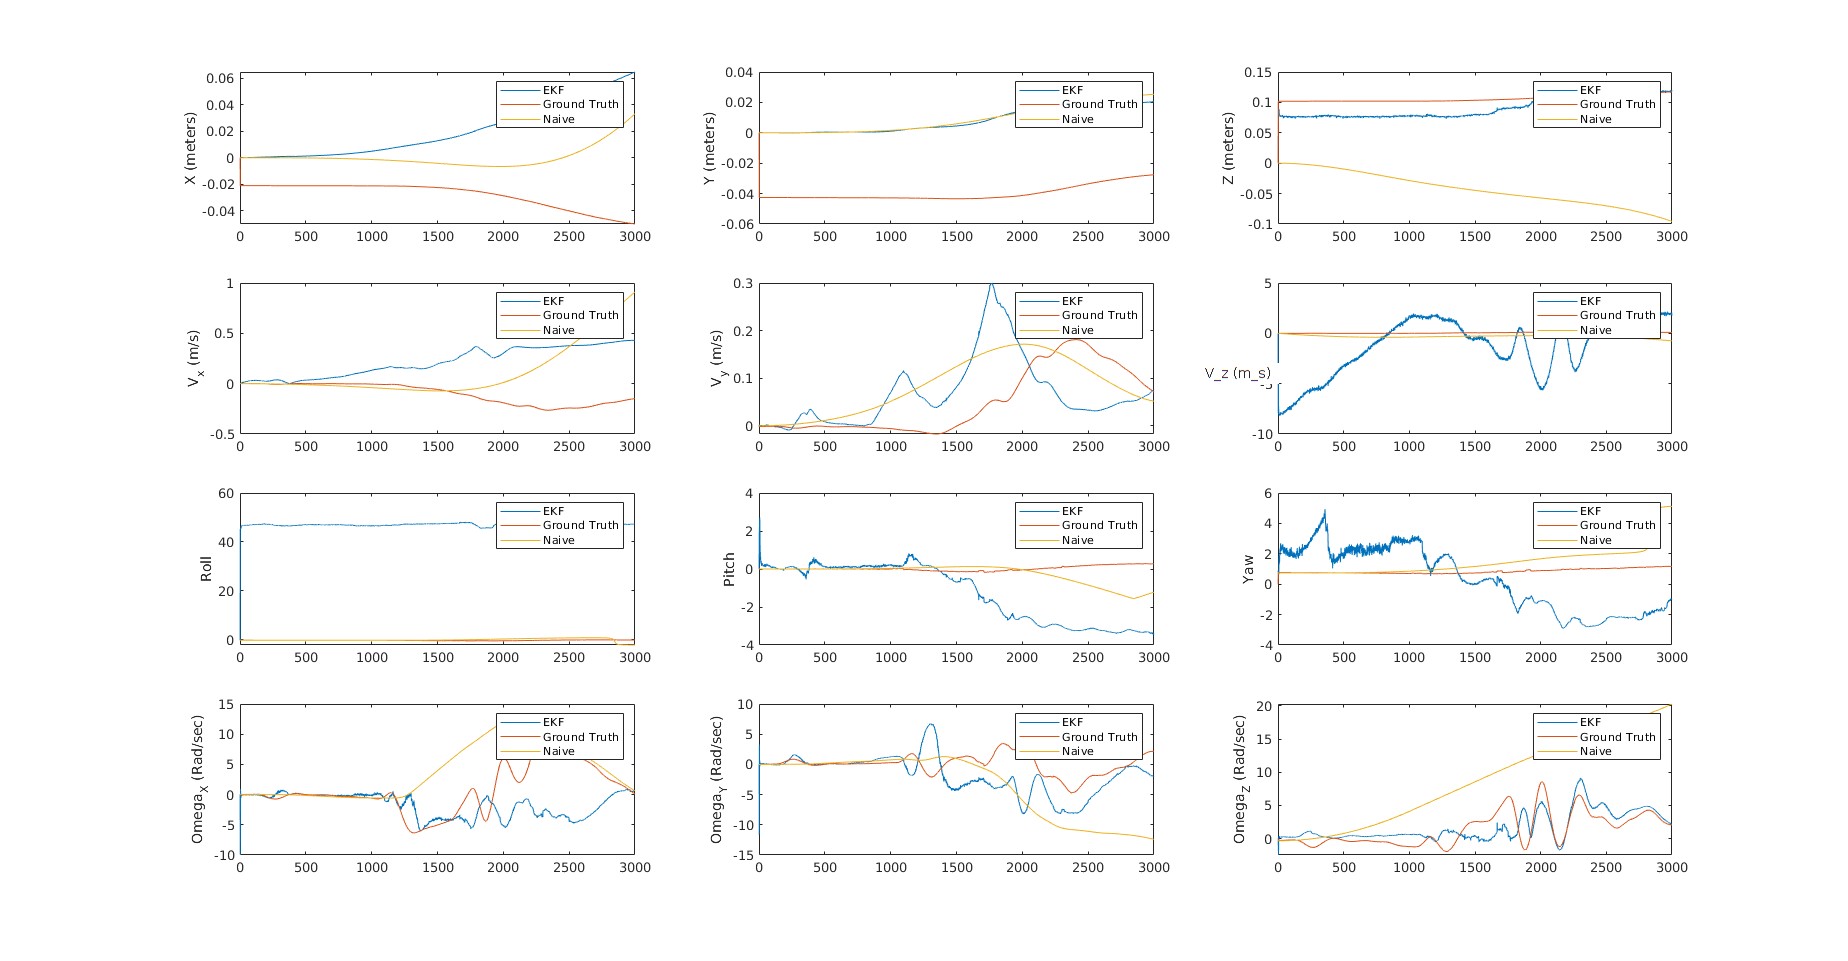 0.06
0.04
0.02
0
-0.02
-0.04
X (meters)
EKF
Ground Truth
Naive
0 500 1000 1500 2000 2500 3000
0.04
0.02
0
-0.02
-0.04
-0.06
Y (meters)
EKF
Ground Truth
Naive
0 500 1000 1500 2000 2500 3000
0.15
0.1
0.05
0
-0.05
-0.1
Z (meters)
EKF
Ground Truth
Naive
0 500 1000 1500 2000 2500 3000
1
0.5
0
-0.5
Vx (m/s)
EKF
Ground Truth
Naive
0 500 1000 1500 2000 2500 3000
0.3
0.2
0.1
0
Vy (m/s)
EKF
Ground Truth
Naive
0 500 1000 1500 2000 2500 3000
5
0
-5
-10
V_z (m_s)
EKF
Ground Truth
Naive
0 500 1000 1500 2000 2500 3000
60
40
20
0
Roll
EKF
Ground Truth
Naive
0 500 1000 1500 2000 2500 3000
4
2
0
-2
-4
Pitch
EKF
Ground Truth
Naive
0 500 1000 1500 2000 2500 3000
6
4
2
0
-2
-4
Yaw
EKF
Ground Truth
Naive
0 500 1000 1500 2000 2500 3000
15
10
5
0
-5
-10
OmegaX (Rad/sec)
EKF
Ground Truth
Naive
0 500 1000 1500 2000 2500 3000
10
5
0
-5
-10
-15
OmegaY (Rad/sec)
EKF
Ground Truth
Naive
0 500 1000 1500 2000 2500 3000
20
15
10
5
0
OmegaZ (Rad/sec)
EKF
Ground Truth
Naive
0 500 1000 1500 2000 2500 3000